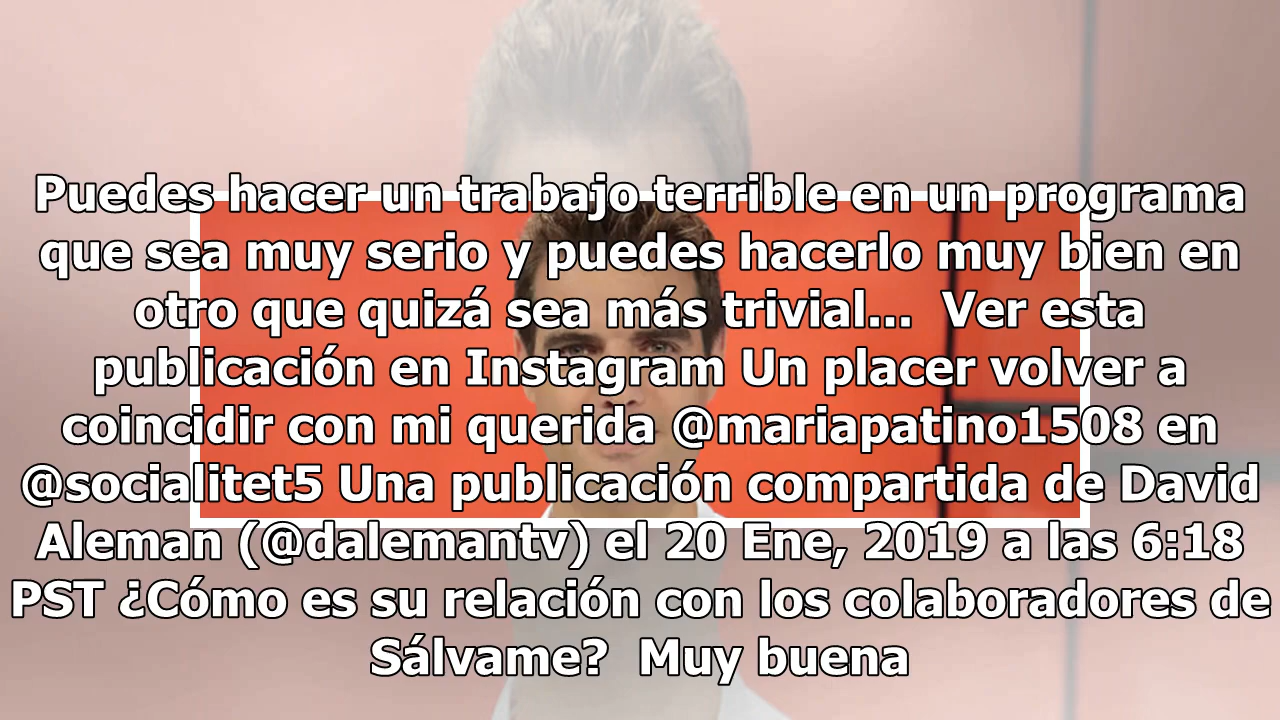 Puedes hacer un trabajo terrible en un programa
que sea muy serio y puedes hacerlo muy bien en
otro que quizá sea más trivial...  Ver esta
publicación en Instagram Un placer volver a
coincidir con mi querida @mariapatino1508 en
@socialitet5 Una publicación compartida de David
Aleman (@dalemantv) el 20 Ene, 2019 a las 6:18
PST ¿Cómo es su relación con los colaboradores de
Sálvame?  Muy buena